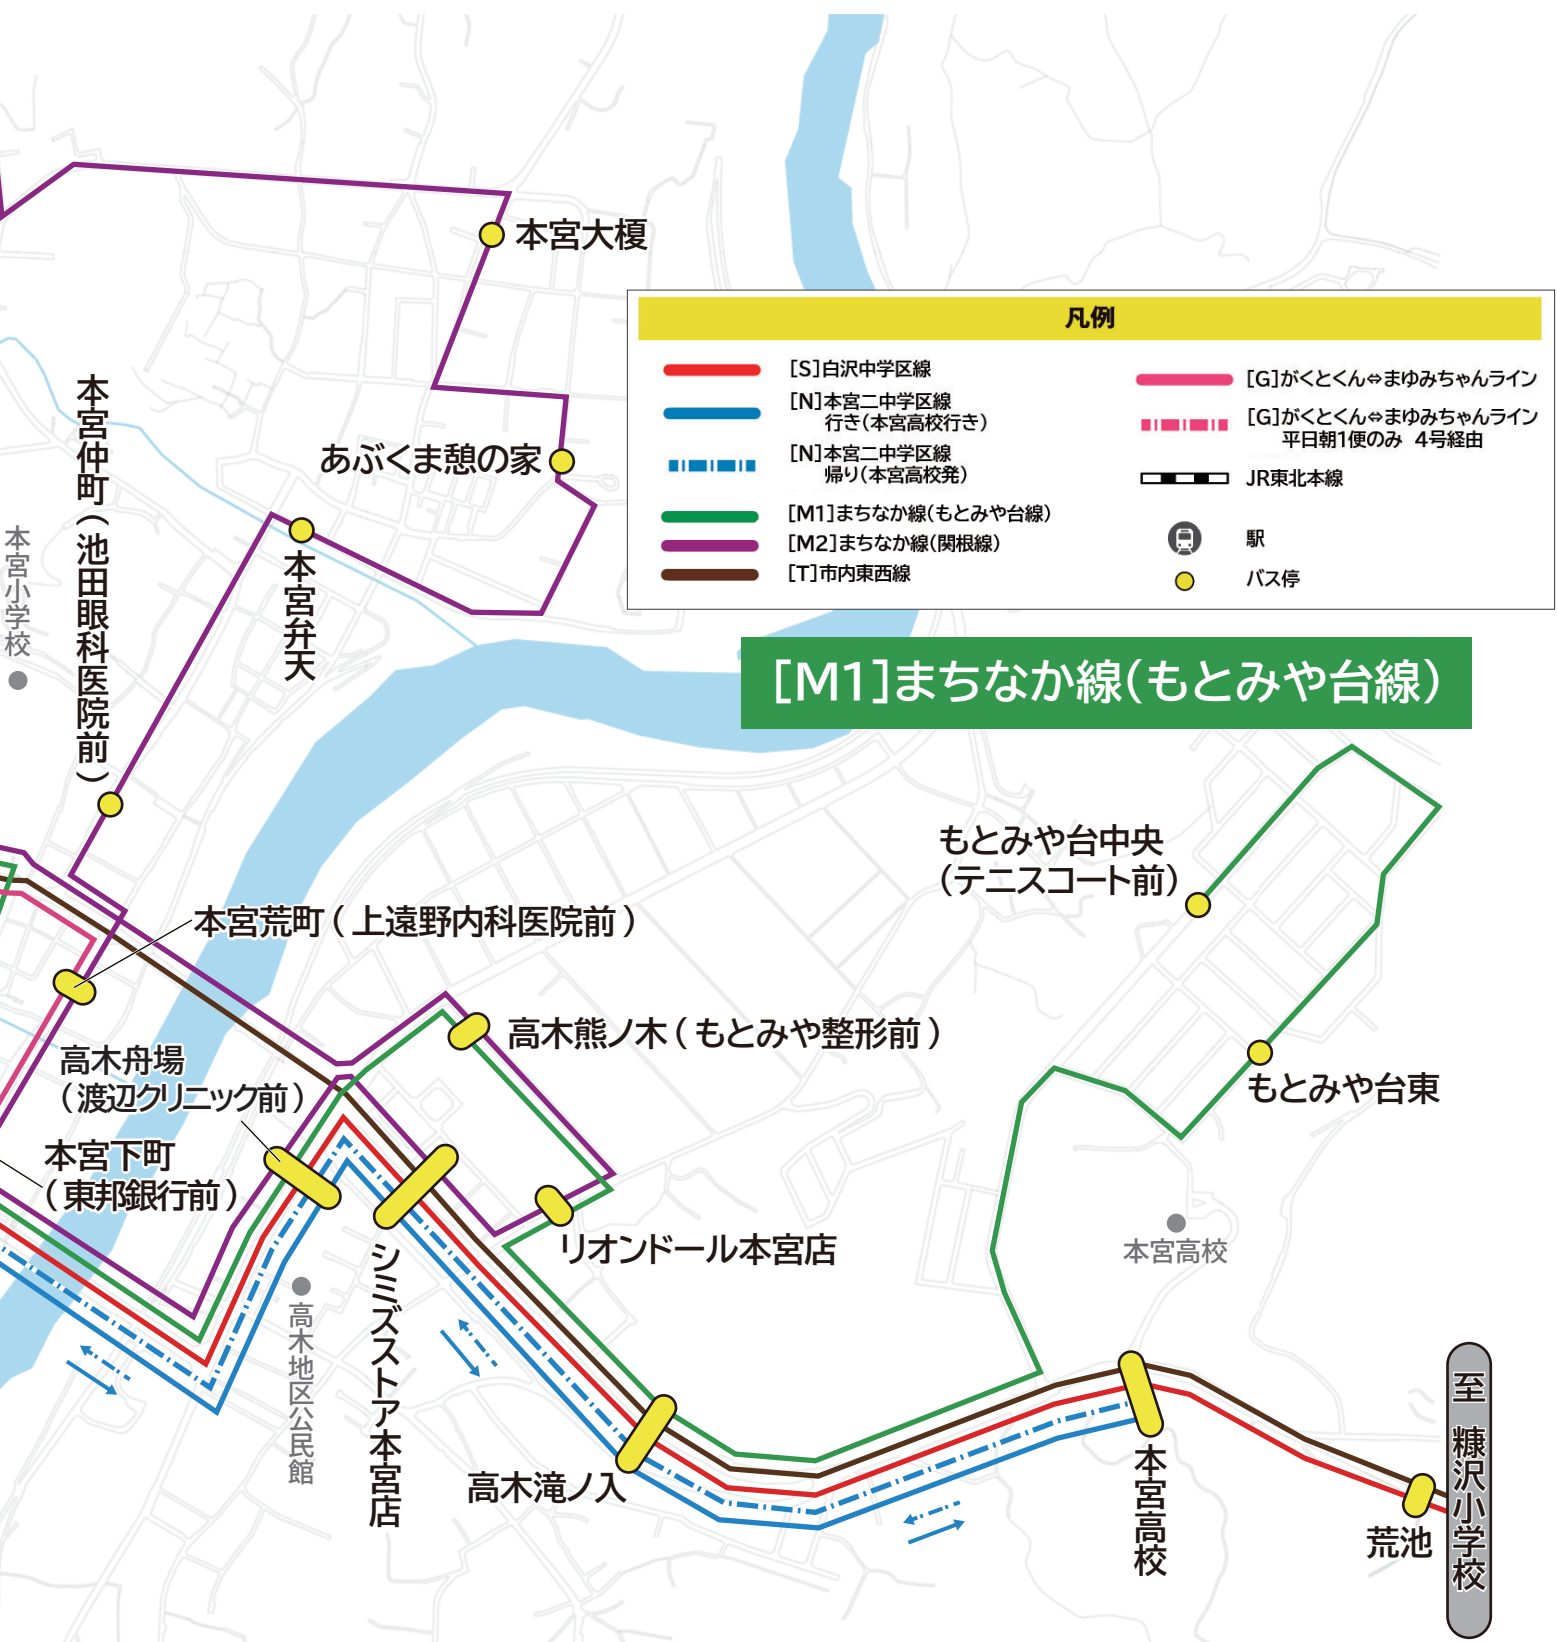 本宮大榎
凡例
[S]白沢中学区線
[N]本宮二中学区線
行き(本宮高校行き)
[N]本宮二中学区線
帰り(本宮高校発)
[M1]まちなか線(もとみや台線)
[M2]まちなか線(関根線)
[T]市内東西線
[G]がくとくん⇔まゆみちゃんライン
[G]がくとくん⇔まゆみちゃんライン
平日朝1便のみ 4号経由
JR東北本線
駅
バス停
本宮仲町(池田眼科医院前)
あぶくま憩の家
本宮小学校
本宮弁天
[M1]まちなか線(もとみや台線)
もとみや台中央
(テニスコート前)
本宮荒町(上遠野内科医院前)
高木熊ノ木(もとみや整形前)
高木舟場
(渡辺クリニック前)
もとみや台東
本宮下町
(東邦銀行前)
リオンドール本宮店
本宮高校
シミズストア本宮店
高木地区公民館
高木滝ノ入
本宮高校
荒池
至 糠沢小学校